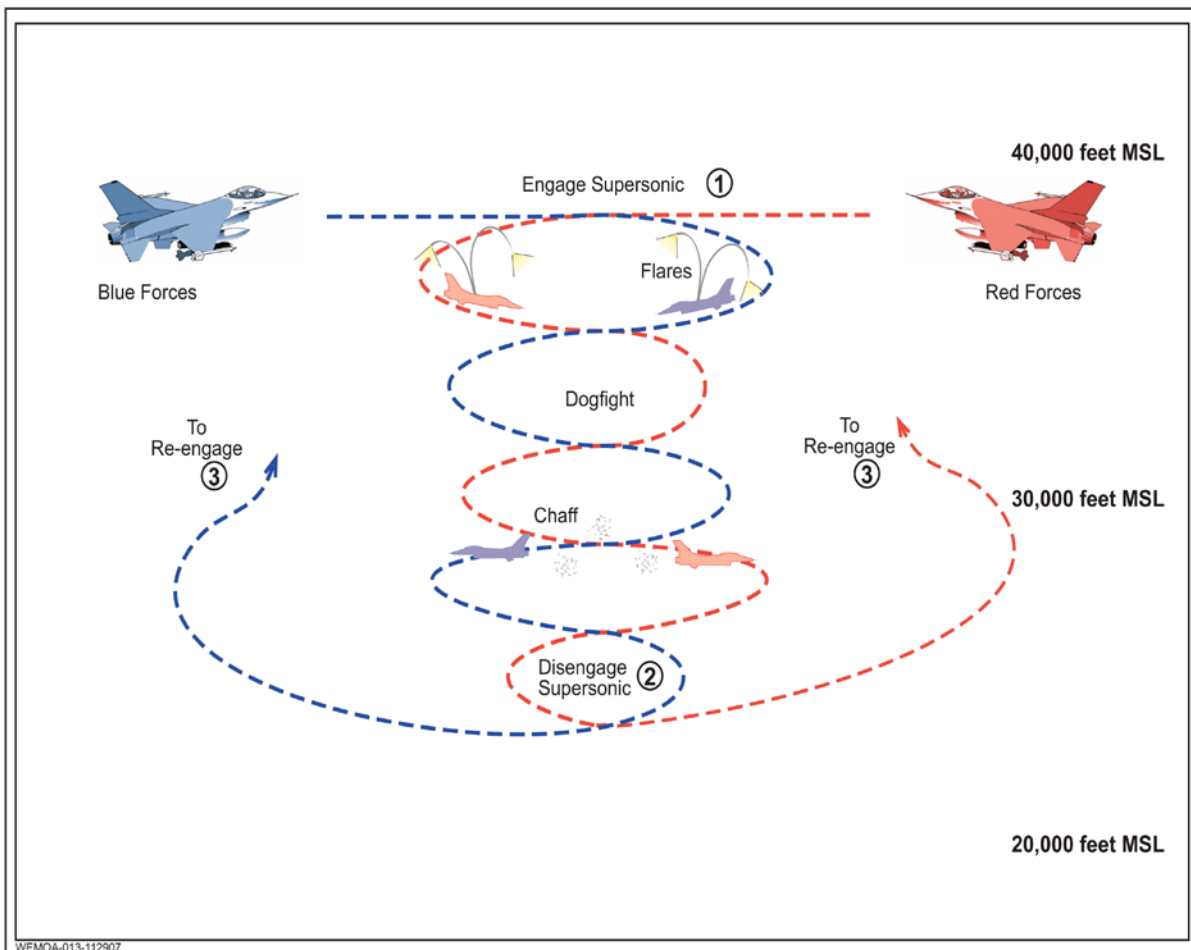 40,000 feet MSL
Engage Supersonic 1
Flares
Blue Forces
Red Forces
Dogfight
To
Re-engage
3
To
Re-engage
3
30,000 feet MSL
Chaff
Disengage
Supersonic 2
20,000 feet MSL
WEMOA-013-112907